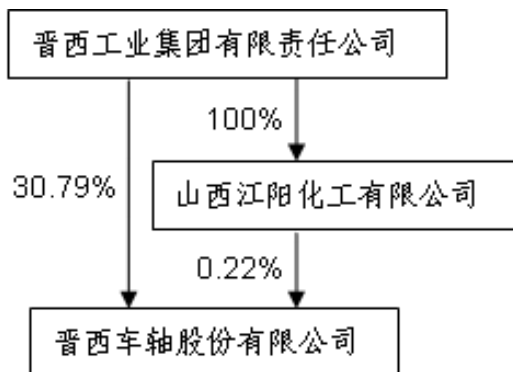 晋西工业集团有限责任公司
100%
30.79%
山西江阳化工有限公司
0.22%
晋西车轴股份有限公司